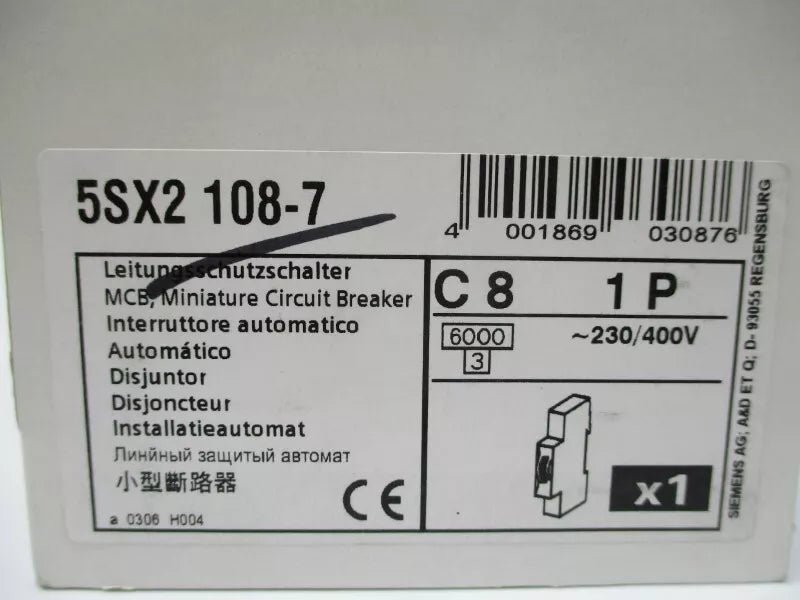 5SX2 108-7
4 001869 030876
Leitungsschutzschalter
MCB, Miniature Circuit Breaker
Interruttore automatico
Automático
Disjuntor
Disjoncteur
Installatieautomat
Линйный защитый автомат
小型斷路器
a 0306 H004
CE
C 8 1 P
6000
3
~230/400V
x1
SIEMENS AG; A&D ET Q; D- 93055 REGENSBURG